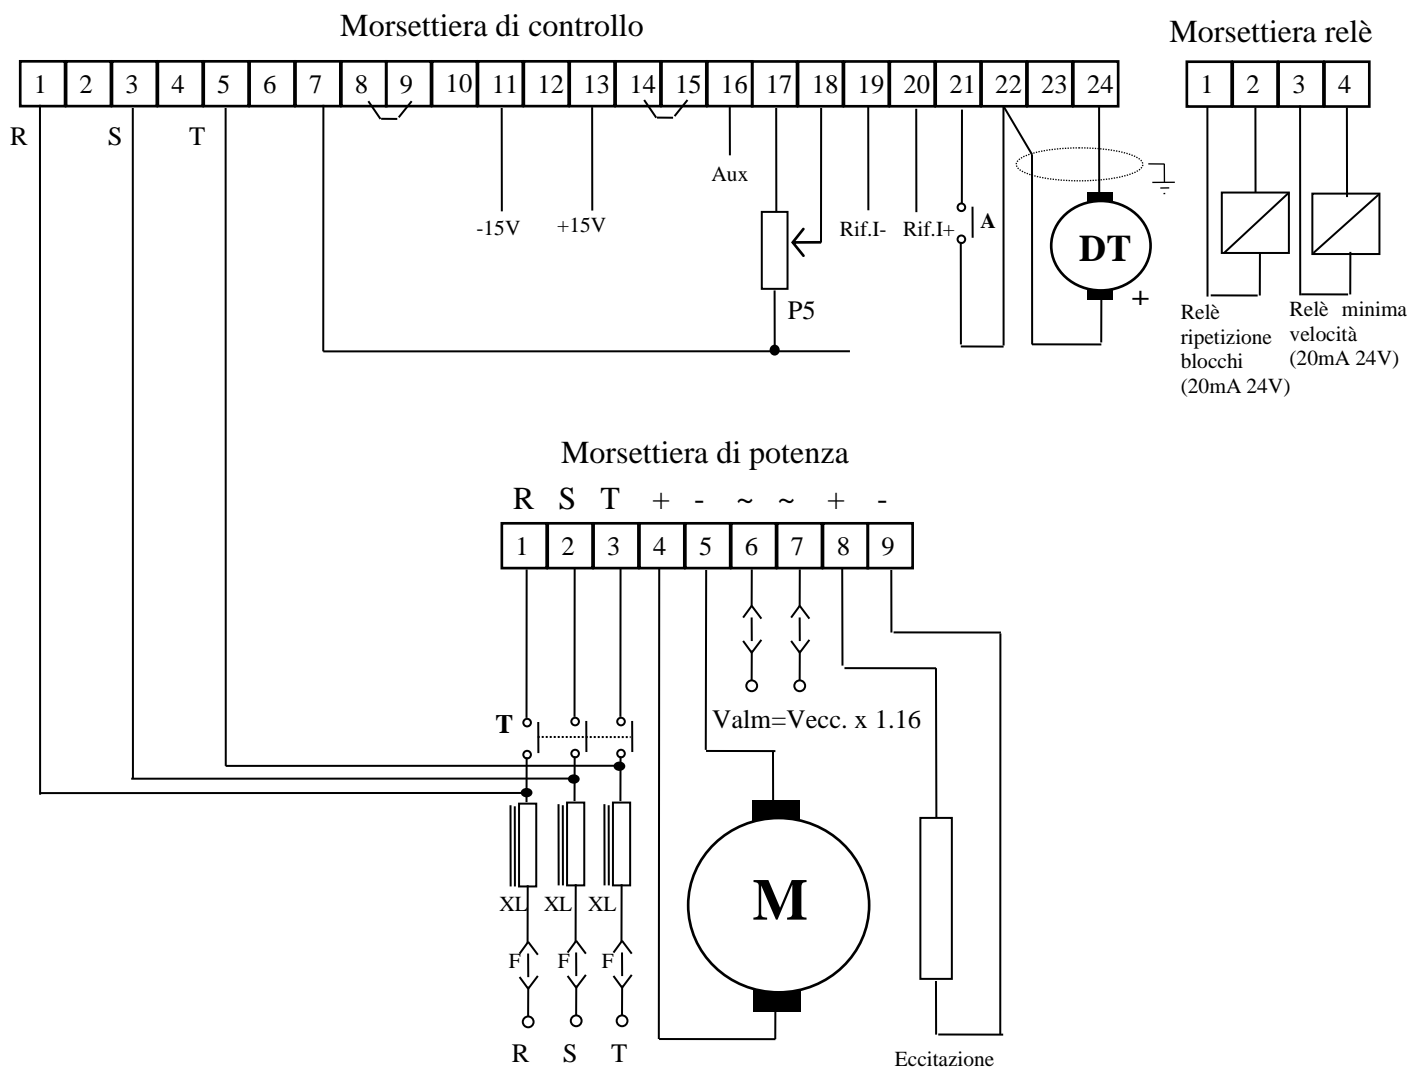 Morsettiera di controllo
Morsettiera relè
1 2 3 4 5 6 7 8 9 10 11 12 13 14 15 16 17 18 19 20 21 22 23 24
1 2 3 4
R S T
Aux
-15V +15V
Rif.I- Rif.I+ A
DT
+
P5
Relè
ripetizione
blocchi
(20mA 24V)
Relè minima
velocità
(20mA 24V)
Morsettiera di potenza
R S T + - ~ ~ + -
1 2 3 4 5 6 7 8 9
T
Valm=Vecc. x 1.16
M
XL XL XL
F F F
R S T
Eccitazione